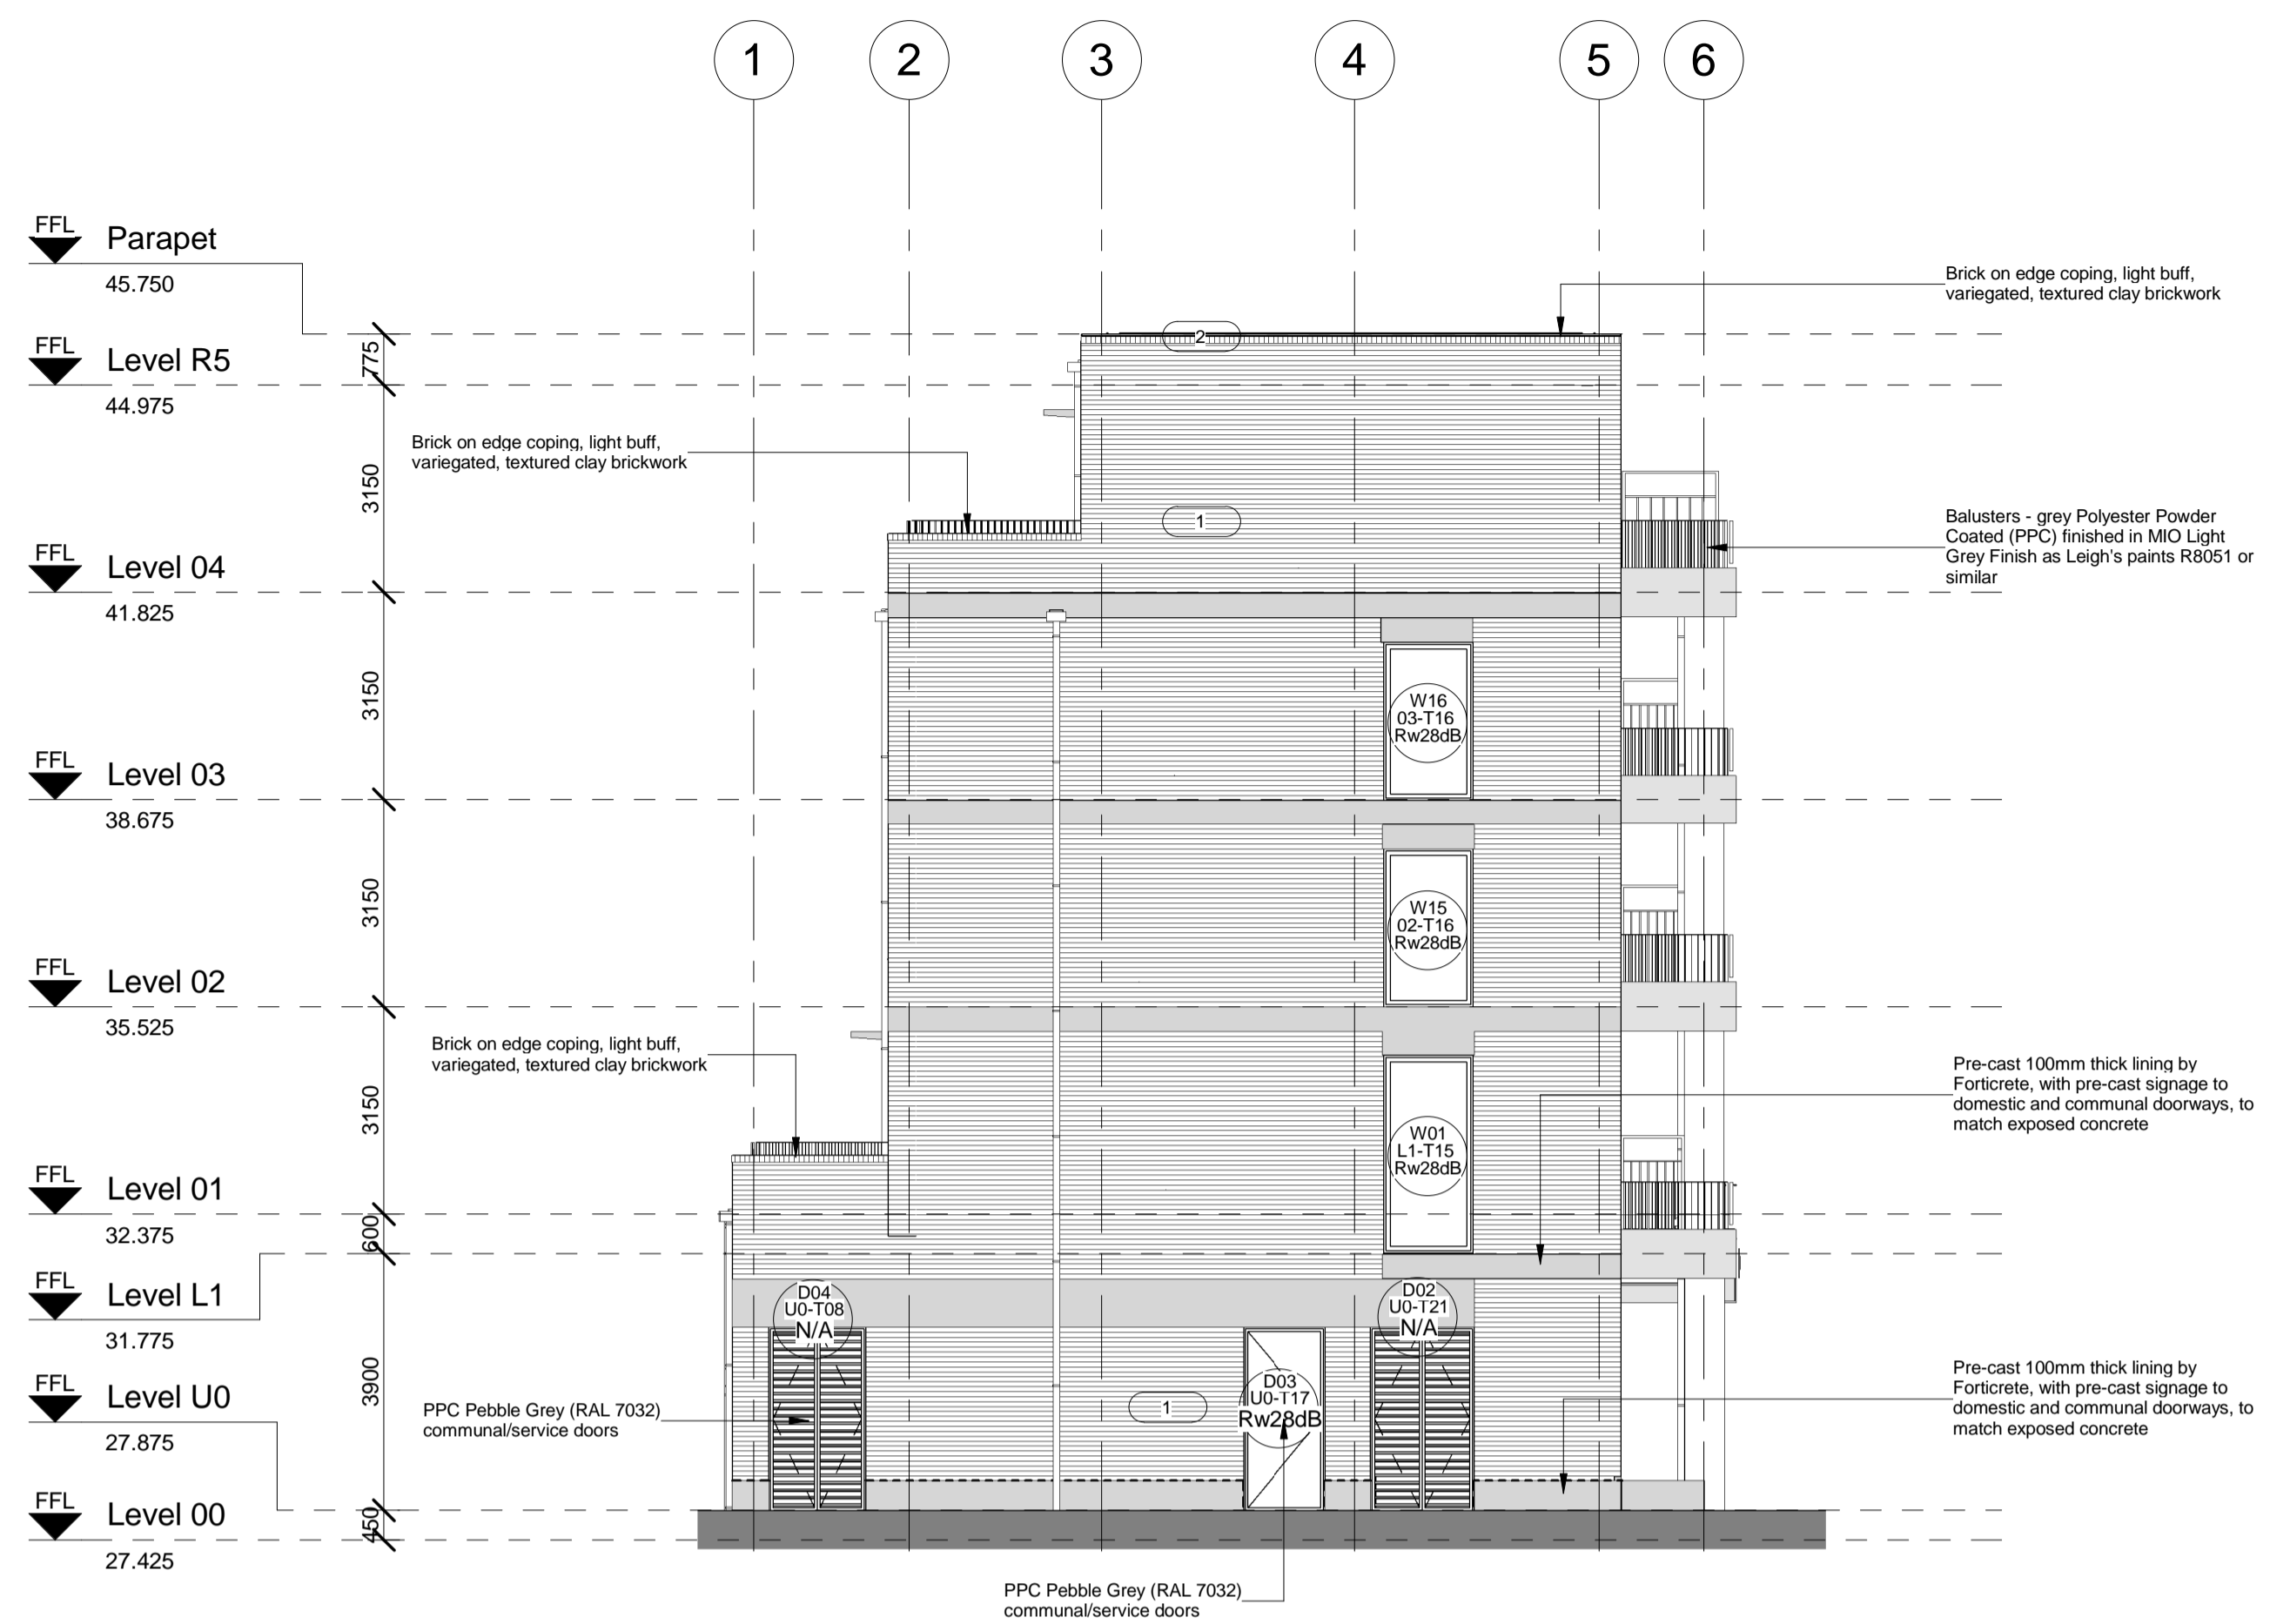 1
2
3
4
5
6
FFL
Parapet
45.750
FFL
Level R5
44.975
FFL
Level 04
41.825
FFL
Level 03
38.675
FFL
Level 02
35.525
FFL
Level 01
32.375
FFL
Level L1
31.775
FFL
Level U0
27.875
FFL
Level 00
27.425
775
3150
3150
3150
3150
600
3900
450
Brick on edge coping, light buff,
variegated, textured clay brickwork
Brick on edge coping, light buff,
variegated, textured clay brickwork
PPC Pebble Grey (RAL 7032)
communal/service doors
2
1
W16
03-T16
Rw28dB
W15
02-T16
Rw28dB
W01
L1-T15
Rw28dB
D04
U0-T08
N/A
D02
U0-T21
N/A
D03
U0-T17
Rw28dB
1
PPC Pebble Grey (RAL 7032)
communal/service doors
Brick on edge coping, light buff,
variegated, textured clay brickwork
Balusters - grey Polyester Powder
Coated (PPC) finished in MIO Light
Grey Finish as Leigh's paints R8051 or
similar
Pre-cast 100mm thick lining by
Forticrete, with pre-cast signage to
domestic and communal doorways, to
match exposed concrete
Pre-cast 100mm thick lining by
Forticrete, with pre-cast signage to
domestic and communal doorways, to
match exposed concrete